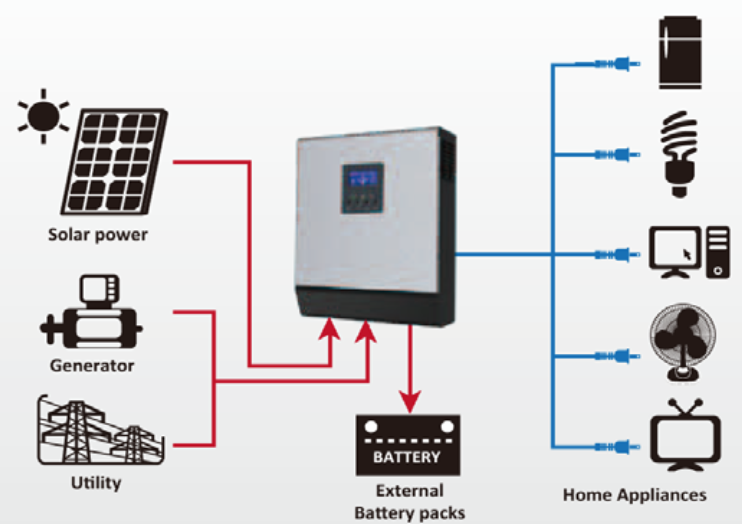 Solar power
Generator
Utility
BATTERY
External
Battery packs
Home Appliances